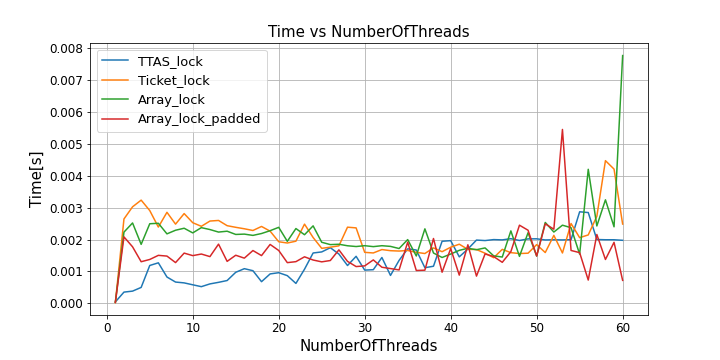 Time vs NumberOfThreads
TTAS_lock
Ticket_lock
Array_lock
Array_lock_padded
Time[s]
0.008
0.007
0.006
0.005
0.004
0.003
0.002
0.001
0.000
0 10 20 30 40 50 60
NumberOfThreads